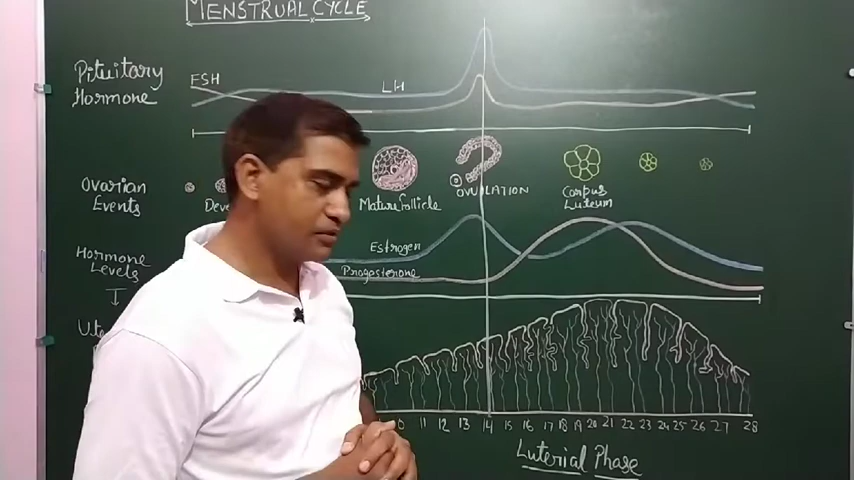 MENSTRUAL CYCLE
Pituitary
Hormone
FSH
LH
Ovarian
Events
Mature follicle
OVULATION
Corpus
Luteum
Hormone
Levels
Estrogen
Progesterone
11 12 13 14 15 16 17 18 19 20 21 22 23 24 25 26 27 28
Luterial Phase